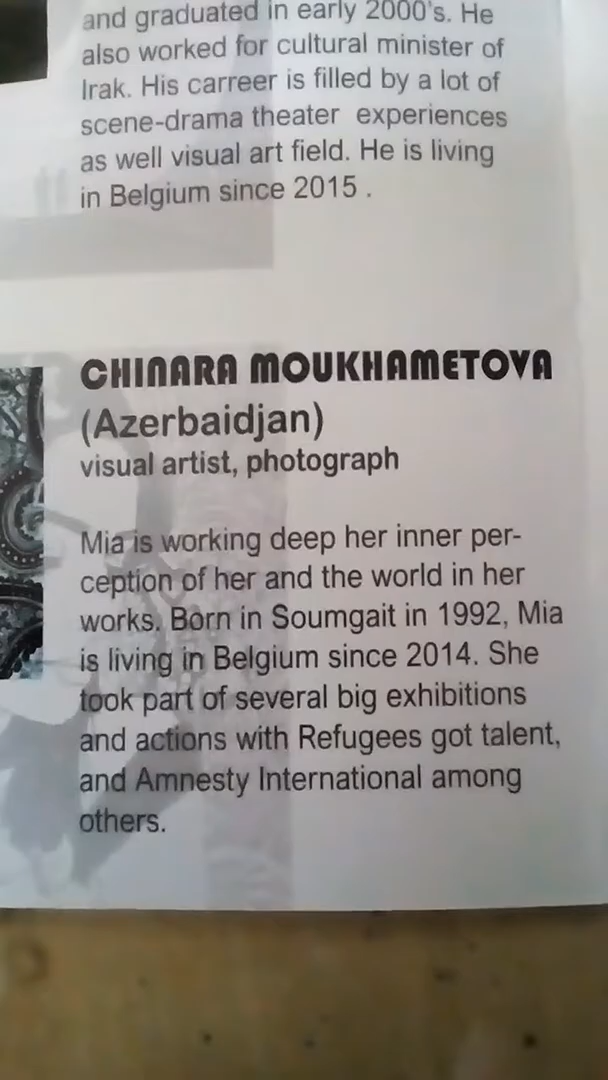 and graduated in early 2000's. He
also worked for cultural minister of
Irak. His carreer is filled by a lot of
scene-drama theater experiences
as well visual art field. He is living
in Belgium since 2015 .
CHINARA MOUKHAMETOVA
(Azerbaidjan)
visual artist, photograph
Mia is working deep her inner per-
ception of her and the world in her
works. Born in Soumgait in 1992, Mia
is living in Belgium since 2014. She
took part of several big exhibitions
and actions with Refugees got talent,
and Amnesty International among
others.